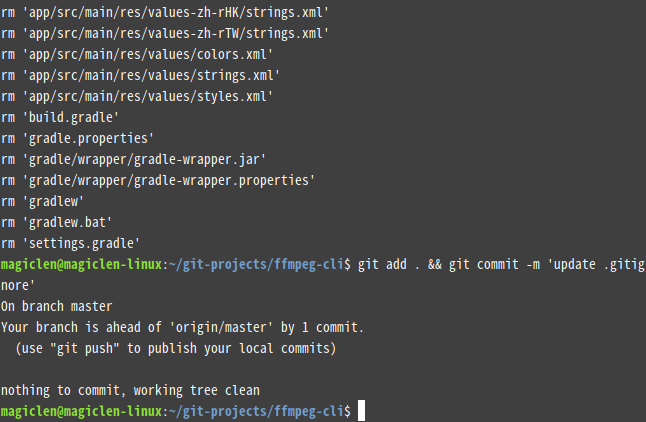 rm 'app/src/main/res/values-zh-rHK/strings.xml'
rm 'app/src/main/res/values-zh-rTW/strings.xml'
rm 'app/src/main/res/values/colors.xml'
rm 'app/src/main/res/values/strings.xml'
rm 'app/src/main/res/values/styles.xml'
rm 'build.gradle'
rm 'gradle.properties'
rm 'gradle/wrapper/gradle-wrapper.jar'
rm 'gradle/wrapper/gradle-wrapper.properties'
rm 'gradlew'
rm 'gradlew.bat'
rm 'settings.gradle'
magiclen@magiclen-linux:~/git-projects/ffmpeg-cli$ git add . && git commit -m 'update .gitig
nore'
On branch master
Your branch is ahead of 'origin/master' by 1 commit.
  (use "git push" to publish your local commits)

nothing to commit, working tree clean
magiclen@magiclen-linux:~/git-projects/ffmpeg-cli$